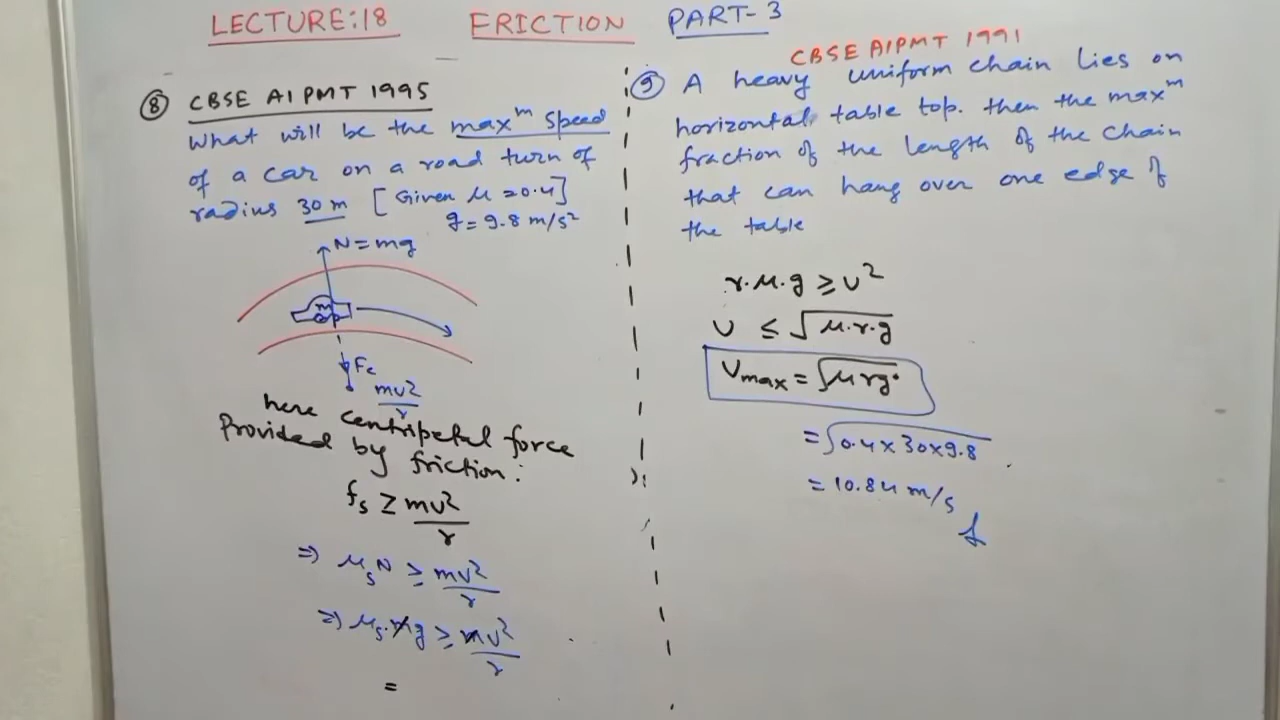 LECTURE:18 FRICTION PART-3
⑧ CBSE AIPMT 1995
What will be the maxᵐ speed
of a car on a road turn of
radius 30 m [Given μ = 0.4]
g = 9.8 m/s²
N = mg
m
Fc
mv²/r
here centripetal force
Provided by friction:
fs ≥ mv²/r
⇒ μsN ≥ mv²/r
⇒ μs.mg ≥ mv²/r
=
CBSE AIPMT 1991
⑨ A heavy uniform chain lies on
horizontal table top. then the maxᵐ
fraction of the length of the chain
that can hang over one edge of
the table
r.μ.g ≥ v²
v ≤ √μ.r.g
Vmax = √μrg
= √0.4×30×9.8
= 10.84 m/s